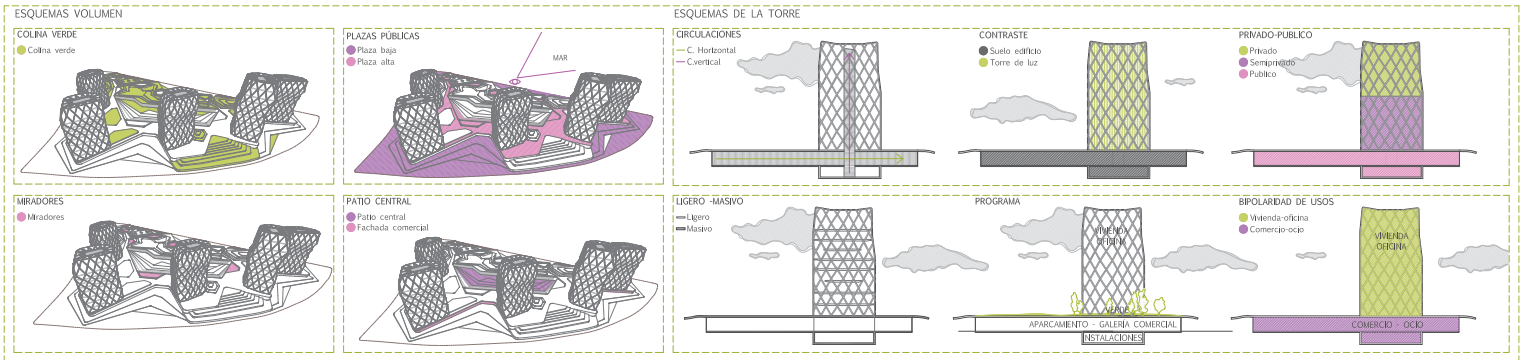 ESQUEMAS VOLUMEN
COLINA VERDE
Colina verde
PLAZAS PÚBLICAS
Plaza baja
Plaza alta
MAR
MIRADORES
Miradores
PATIO CENTRAL
Patio central
Fachada comercial
ESQUEMAS DE LA TORRE
CIRCULACIONES
C. Horizontal
C.vertical
CONTRASTE
Suelo edificio
Torre de luz
PRIVADO-PUBLICO
Privado
Semiprivado
Publico
LIGERO -MASIVO
Ligero
Masivo
PROGRAMA
VIVIENDA
OFICINA
VERDE
APARCAMIENTO - GALERIA COMERCIAL
INSTALACIONES
BIPOLARIDAD DE USOS
Vivienda-oficina
Comercio-ocio
VIVIENDA
OFICINA
COMERCIO - OCIO